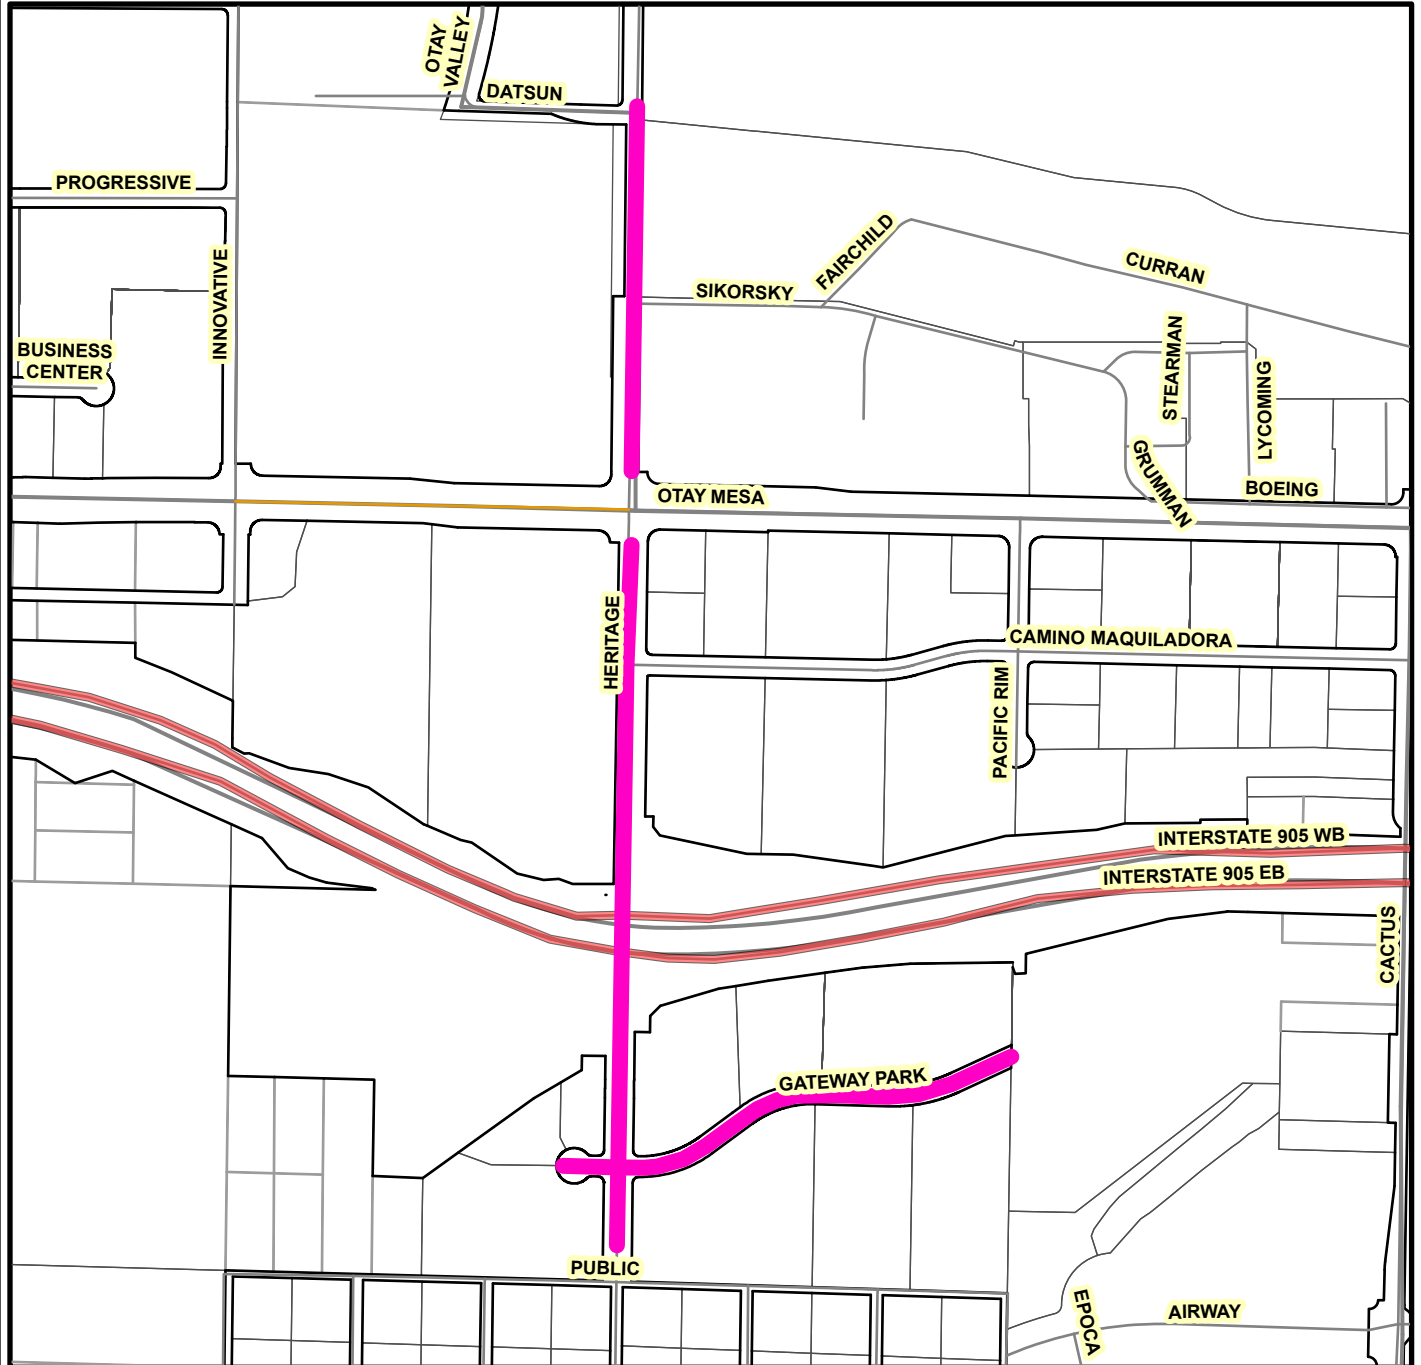 OTAY
VALLEY
DATSUN
PROGRESSIVE
INNOVATIVE
FAIRCHILD
CURRAN
SIKORSKY
BUSINESS
CENTER
STEARMAN
LYCOMING
GRUMMAN
BOEING
OTAY MESA
HERITAGE
CAMINO MAQUILADORA
PACIFIC RIM
INTERSTATE 905 WB
INTERSTATE 905 EB
CACTUS
GATEWAY PARK
PUBLIC
EPOCA
AIRWAY